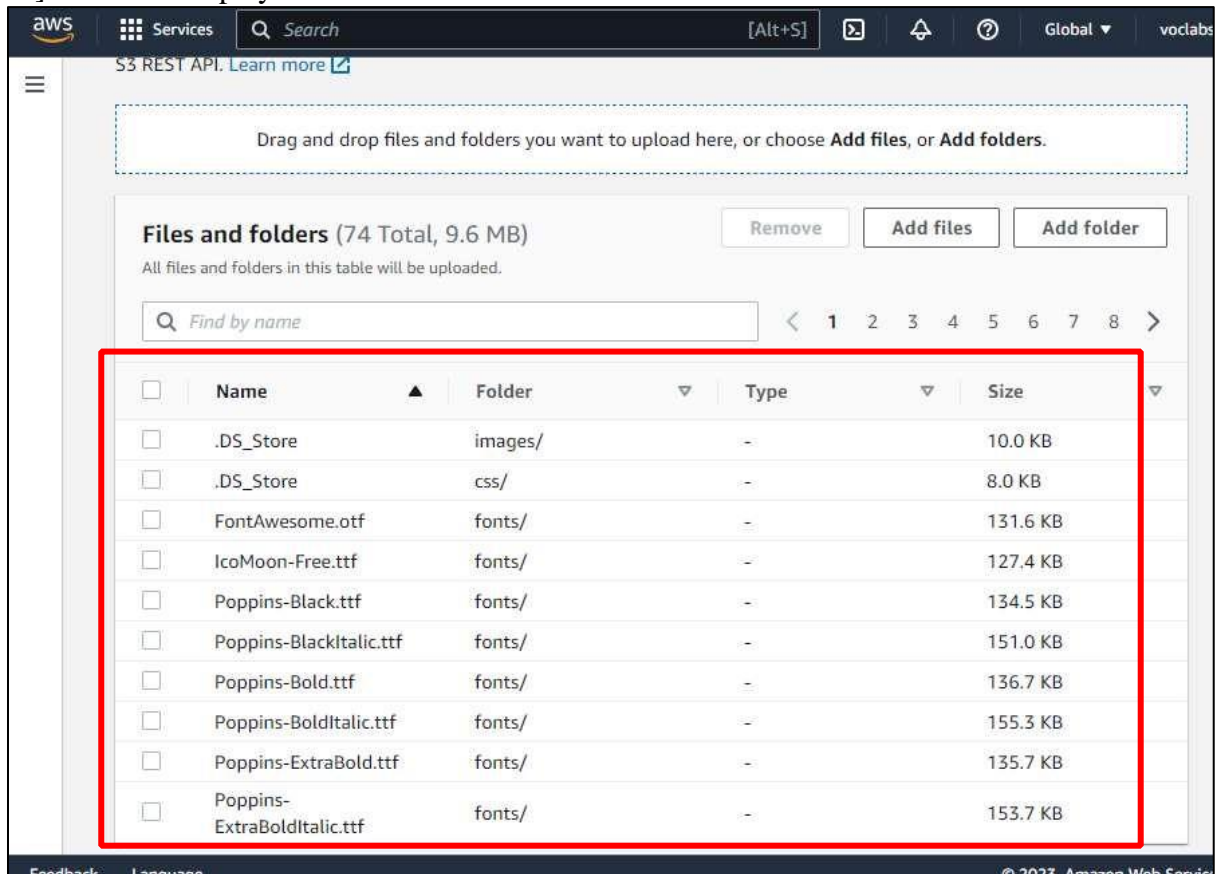 aws Services Search [Alt+S] Global ▼ voclabs
S3 REST API. Learn more
Drag and drop files and folders you want to upload here, or choose Add files, or Add folders.
Files and folders (74 Total, 9.6 MB) Remove Add files Add folder
All files and folders in this table will be uploaded.
Find by name < 1 2 3 4 5 6 7 8 >
Name Folder Type Size
.DS_Store images/ - 10.0 KB
.DS_Store css/ - 8.0 KB
FontAwesome.otf fonts/ - 131.6 KB
IcoMoon-Free.ttf fonts/ - 127.4 KB
Poppins-Black.ttf fonts/ - 134.5 KB
Poppins-BlackItalic.ttf fonts/ - 151.0 KB
Poppins-Bold.ttf fonts/ - 136.7 KB
Poppins-BoldItalic.ttf fonts/ - 155.3 KB
Poppins-ExtraBold.ttf fonts/ - 135.7 KB
Poppins-
ExtraBoldItalic.ttf fonts/ - 153.7 KB
Feedback Language © 2023, Amazon Web Servic